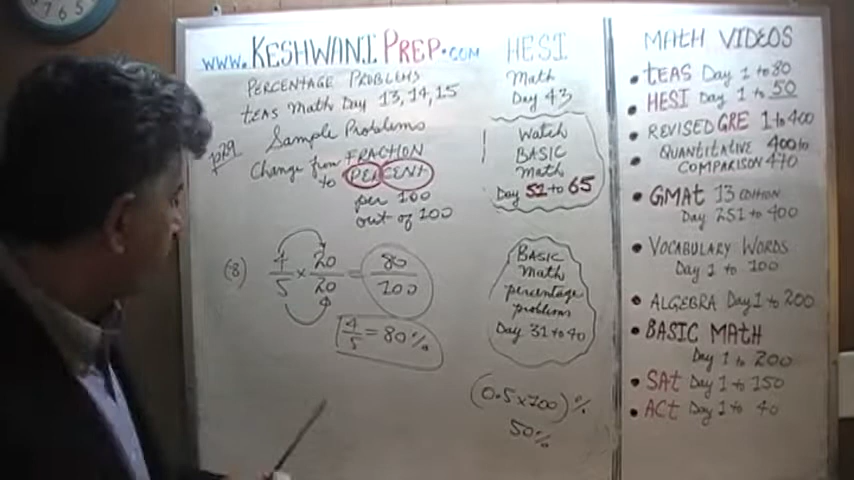 7 6 5
www.KESHWANIPREP.com
PERCENTAGE PROBLEMS
tEAS Math Day 13, 14, 15
Sample Problems
p29
Change from FRACTION
to PERCENT
per 100
out of 100
(8) 4/5 × 20/20 = 80/100
4/5 = 80%
HESI
Math
Day 43
Watch
BASIC
Math
Day 51 to 65
BASIC
Math
percentage
problems
Day 31 to 40
(0.5 x 100) %
50%
MATH VIDEOS
• tEAS Day 1 to 80
• HESI Day 1 to 50
• REVISED GRE 1 to 400
• QUANTITATIVE 400 to
COMPARISON 470
• GMAt 13 EDITION
Day 251 to 400
• VOCABULARY WORDS
Day 1 to 100
• ALGEBRA Day 1 to 200
• BASIC MATH
Day 1 to 200
• SAt Day 1 to 150
• ACt Day 1 to 40